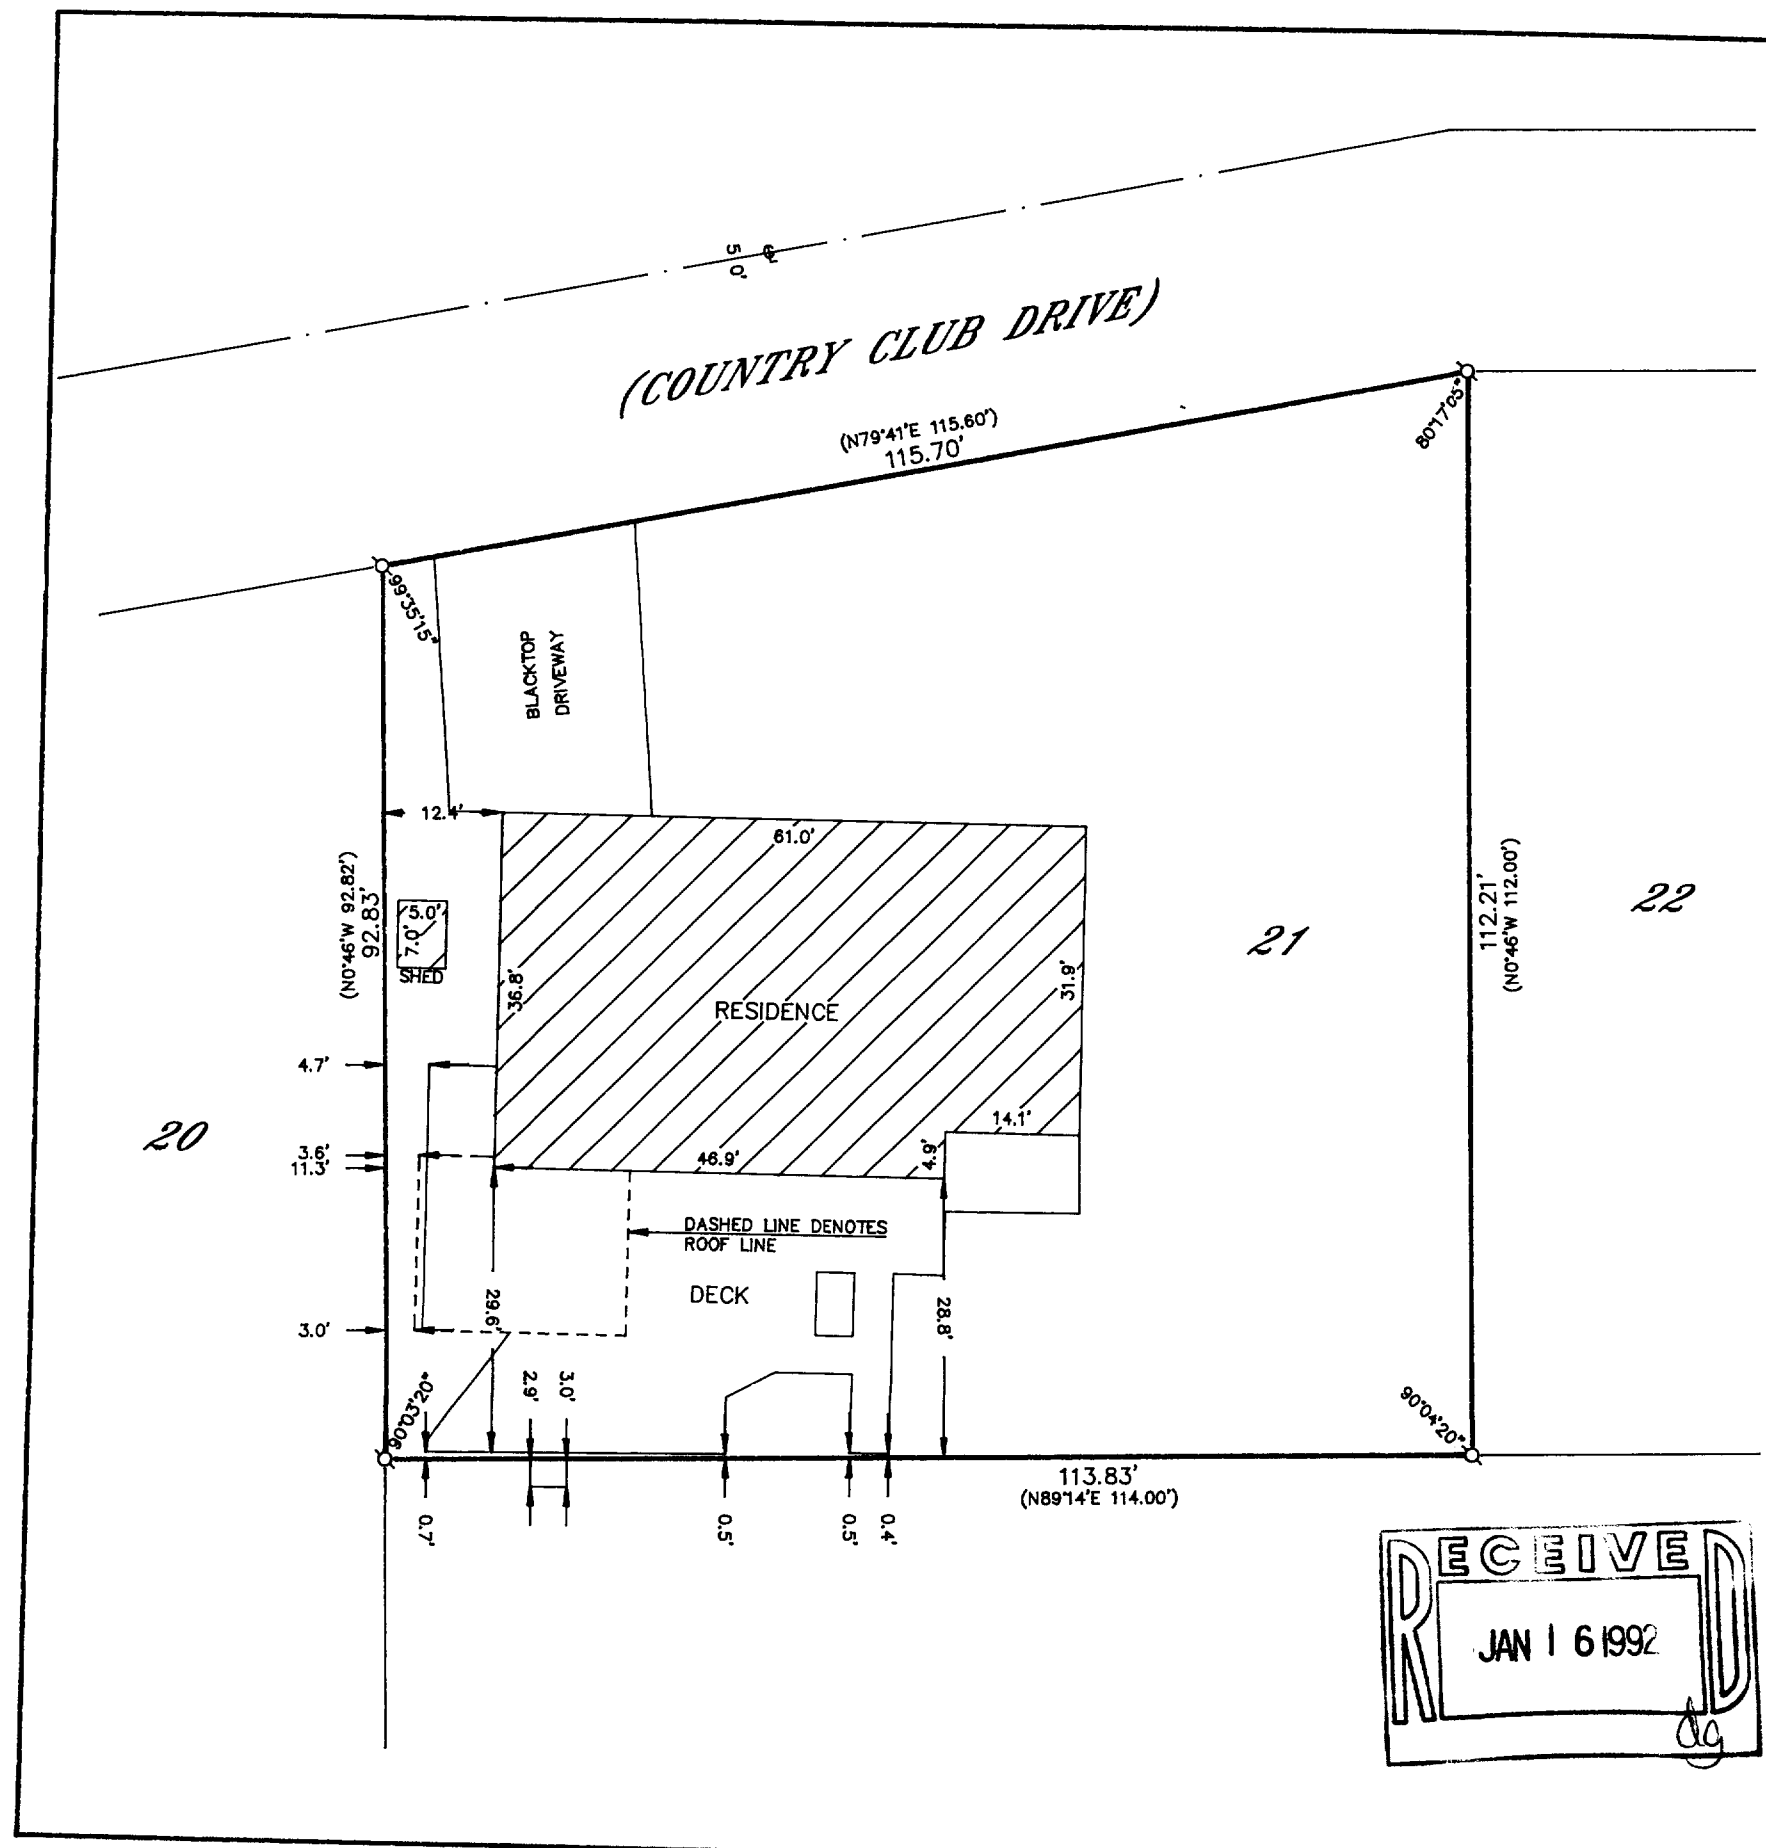 5 0'
(COUNTRY CLUB DRIVE)
(N79°41'E 115.60')
115.70'
80°17'05"
99°35'15"
BLACKTOP
DRIVEWAY
12.4'
61.0'
(N0°46'W 92.82')
92.83'
5.0'
7.0'
SHED
36.8'
RESIDENCE
31.9'
21
112.21'
(N0°46'W 112.00')
22
4.7'
20
3.6'
11.3'
14.1'
46.9'
4.9'
DASHED LINE DENOTES
ROOF LINE
DECK
29.6'
28.8'
3.0'
2.9'
3.0'
90°03'20"
90°04'20"
113.83'
(N89°14'E 114.00')
0.7'
0.5'
0.5'
0.4'
RECEIVED
JAN 16 1992
dg